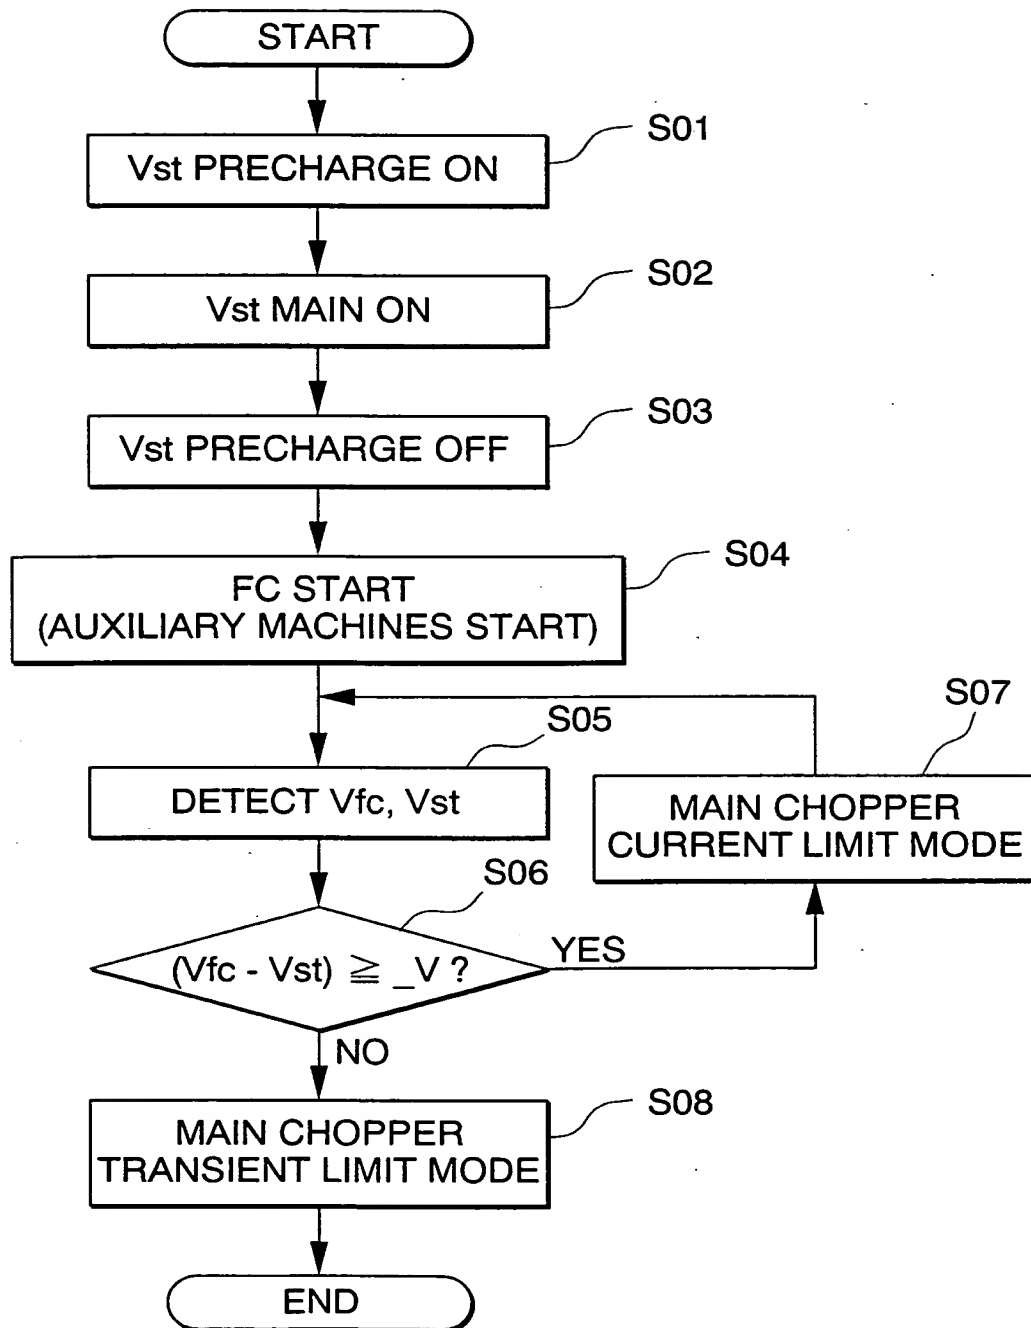 START
S01
Vst PRECHARGE ON
S02
Vst MAIN ON
S03
Vst PRECHARGE OFF
S04
FC START
(AUXILIARY MACHINES START)
S05
DETECT Vfc, Vst
S07
MAIN CHOPPER
CURRENT LIMIT MODE
S06
(Vfc - Vst) ≧ _V ?
YES
NO
S08
MAIN CHOPPER
TRANSIENT LIMIT MODE
END